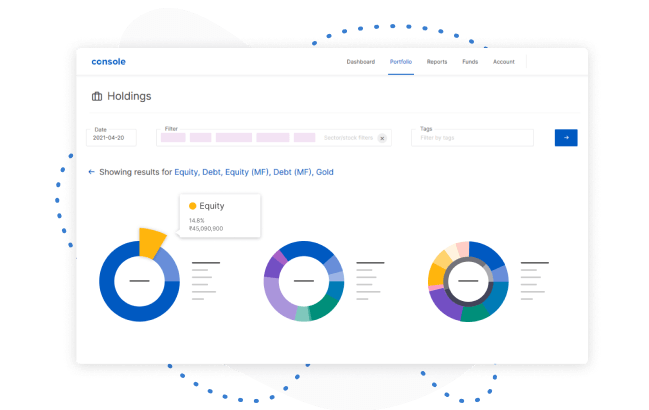 console
Dashboard Portfolio Reports Funds Account
Holdings
Date Filter Tags
2021-04-20 Sector/stock filters × Filter by tags →
← Showing results for Equity, Debt, Equity (MF), Debt (MF), Gold
Equity
14.8%
₹45,090,900